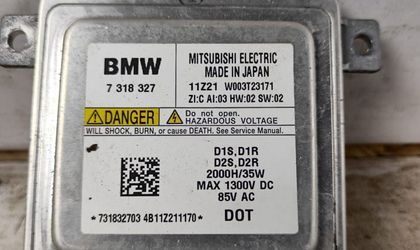 BMW
7 318 327
MITSUBISHI ELECTRIC
MADE IN JAPAN
11Z21 W003T23171
ZI:C AI:03 HW:02 SW:02
DANGER
Do not open.
HAZARDOUS VOLTAGE
WILL SHOCK, BURN, or cause DEATH. See Service Manual.
D1S,D1R
D2S,D2R
2000H/35W
MAX 1300V DC
85V AC
*731832703 4B11Z211170*
DOT